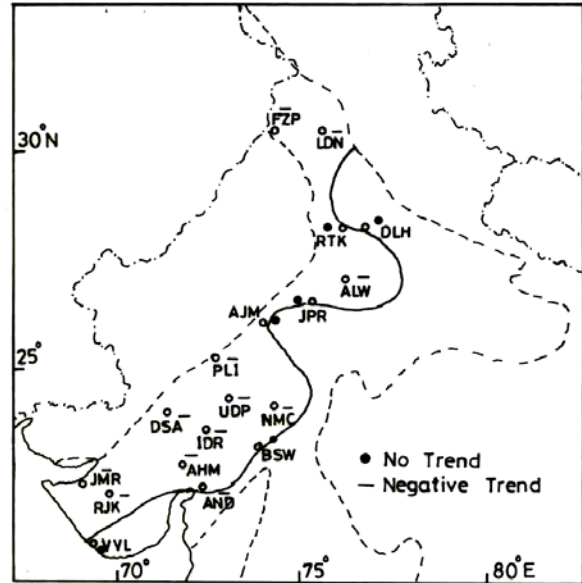 FZP
LDN
30°N
RTK
DLH
ALW
AJM
JPR
25°
PLI
UDP
NMC
DSA
IDR
BSW
AHM
JMR
RJK
AND
VVL
● No Trend
— Negative Trend
70°
75°
80°E